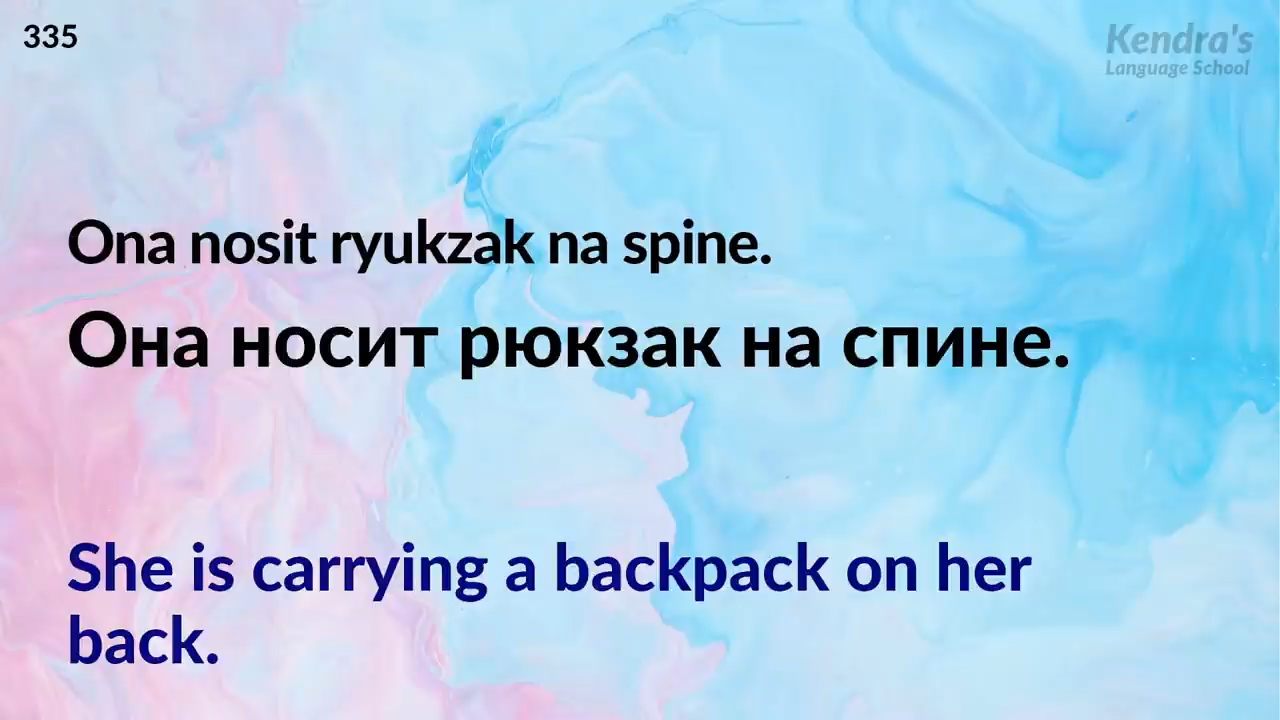 335
Kendra's
Language School
Ona nosit ryukzak na spine.
Она носит рюкзак на спине.
She is carrying a backpack on her
back.